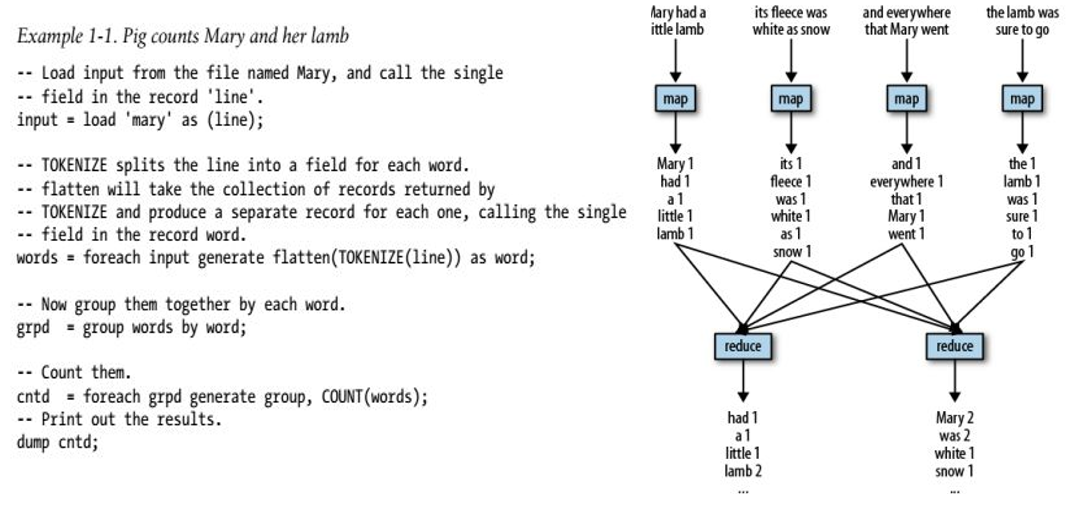 Example 1-1. Pig counts Mary and her lamb
-- Load input from the file named Mary, and call the single
-- field in the record 'line'.
input = load 'mary' as (line);
-- TOKENIZE splits the line into a field for each word.
-- flatten will take the collection of records returned by
-- TOKENIZE and produce a separate record for each one, calling the single
-- field in the record word.
words = foreach input generate flatten(TOKENIZE(line)) as word;
-- Now group them together by each word.
grpd  = group words by word;
-- Count them.
cntd  = foreach grpd generate group, COUNT(words);
-- Print out the results.
dump cntd;
Mary had a
ittle lamb
its fleece was
white as snow
and everywhere
that Mary went
the lamb was
sure to go
map
map
map
map
Mary 1
had 1
a 1
little 1
lamb 1
its 1
fleece 1
was 1
white 1
as 1
snow 1
and 1
everywhere 1
that 1
Mary 1
went 1
the 1
lamb 1
was 1
sure 1
to 1
go 1
reduce
reduce
had 1
a 1
little 1
lamb 2
...
Mary 2
was 2
white 1
snow 1
...